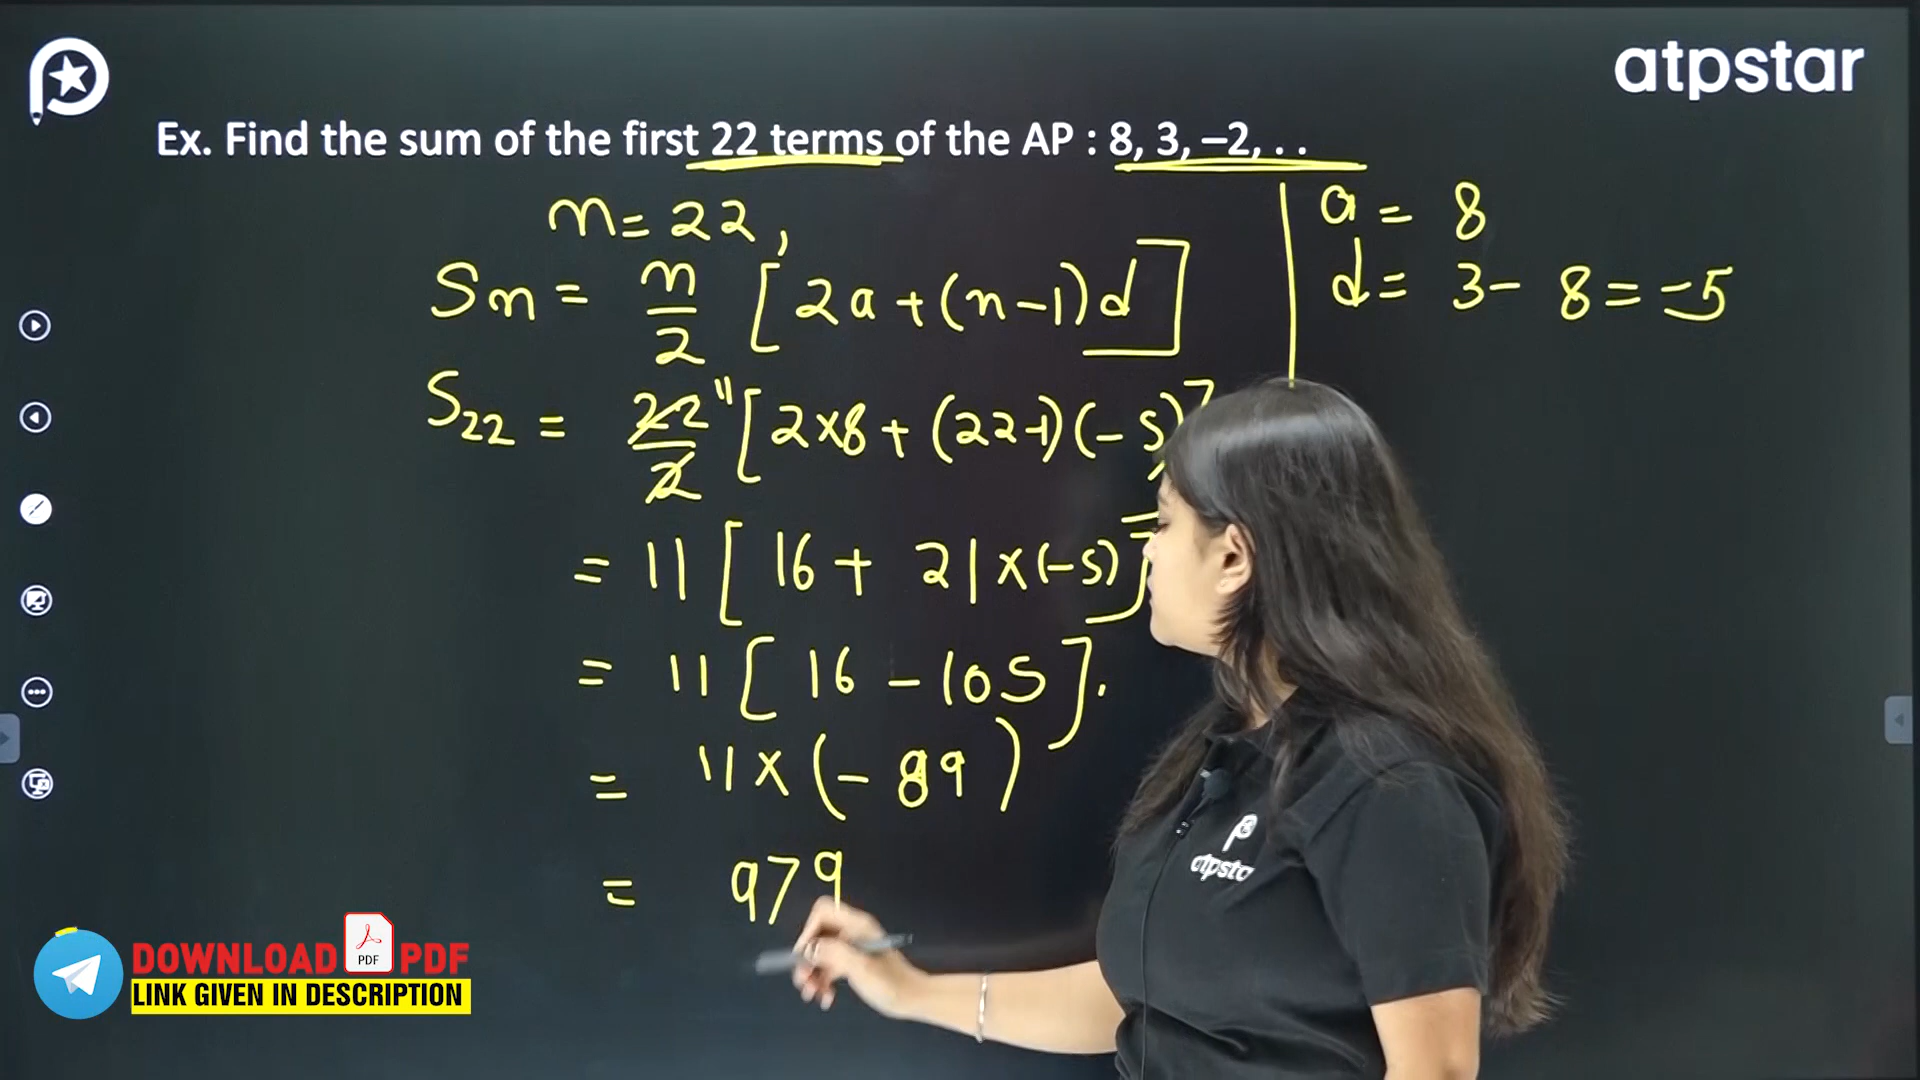 atpstar
Ex. Find the sum of the first 22 terms of the AP : 8, 3, –2, . .
n = 22,
a = 8
d = 3 - 8 = -5
Sn = n/2 [2a + (n-1)d]
S22 = 22/2 11 [2×8 + (22-1)(-5)]
= 11 [16 + 21×(-5)]
= 11 [16 - 105].
= 11 × (-89)
= 979
atpstar
DOWNLOAD PDF PDF
LINK GIVEN IN DESCRIPTION